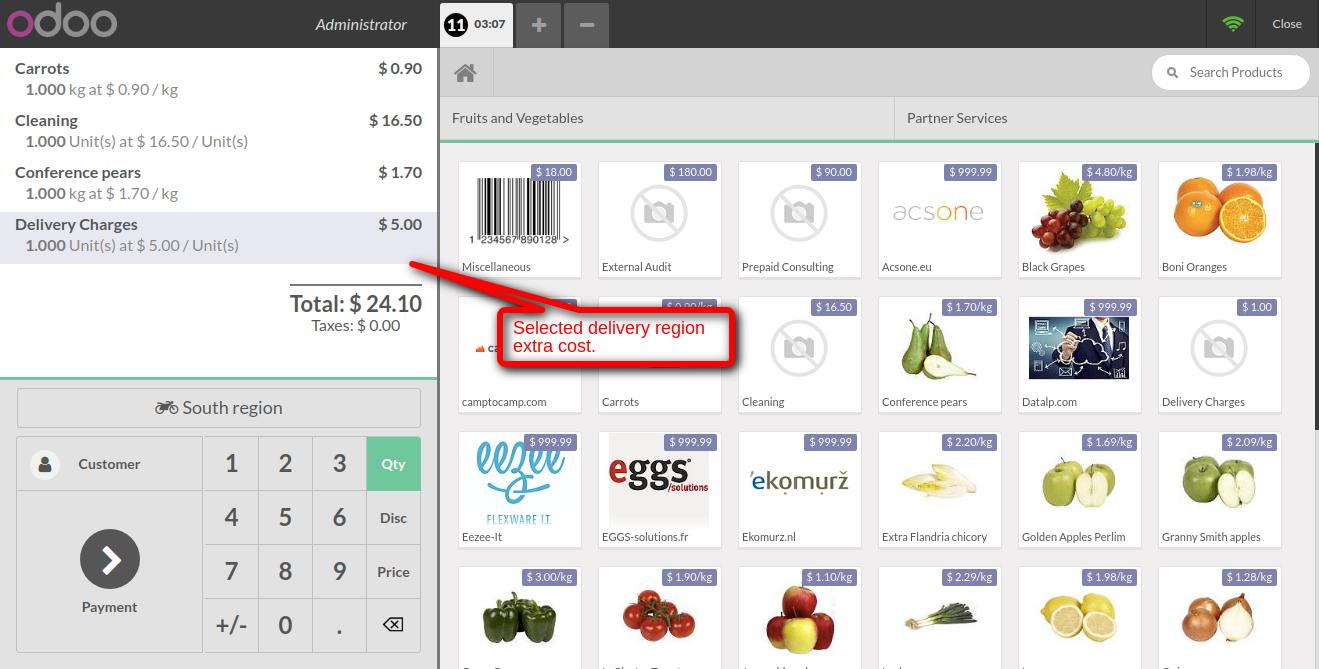 odoo
Administrator
11 03:07
Close
Carrots $ 0.90
1.000 kg at $ 0.90 / kg
Cleaning $ 16.50
1.000 Unit(s) at $ 16.50 / Unit(s)
Conference pears $ 1.70
1.000 kg at $ 1.70 / kg
Delivery Charges $ 5.00
1.000 Unit(s) at $ 5.00 / Unit(s)
Total: $ 24.10
Taxes: $ 0.00
South region
Customer
Payment
1 2 3 Qty
4 5 6 Disc
7 8 9 Price
+/- 0 .
Search Products
Fruits and Vegetables Partner Services
$ 18.00 $ 180.00 $ 90.00 $ 999.99 $ 4.80/kg $ 1.98/kg
1 234567 890128 >
acsone
Miscellaneous External Audit Prepaid Consulting Acsone.eu Black Grapes Boni Oranges
Selected delivery region
extra cost.
$ 16.50 $ 1.70/kg $ 999.99 $ 1.00
camptocamp.com Carrots Cleaning Conference pears Datalp.com Delivery Charges
$ 999.99 $ 999.99 $ 999.99 $ 2.20/kg $ 1.69/kg $ 2.09/kg
eezee
FLEXWARE I.T.
eggs
/solutions
'ekomurž
Eezee-It EGGS-solutions.fr Ekomurz.nl Extra Flandria chicory Golden Apples Perlim Granny Smith apples
$ 3.00/kg $ 1.90/kg $ 1.10/kg $ 2.29/kg $ 1.98/kg $ 1.28/kg